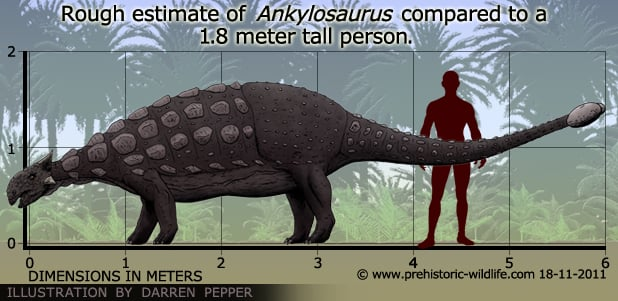 Rough estimate of Ankylosaurus compared to a
1.8 meter tall person.
2
1
0
0 1 2 3 4 5 6
DIMENSIONS IN METERS
© www.prehistoric-wildlife.com 18-11-2011
ILLUSTRATION BY DARREN PEPPER